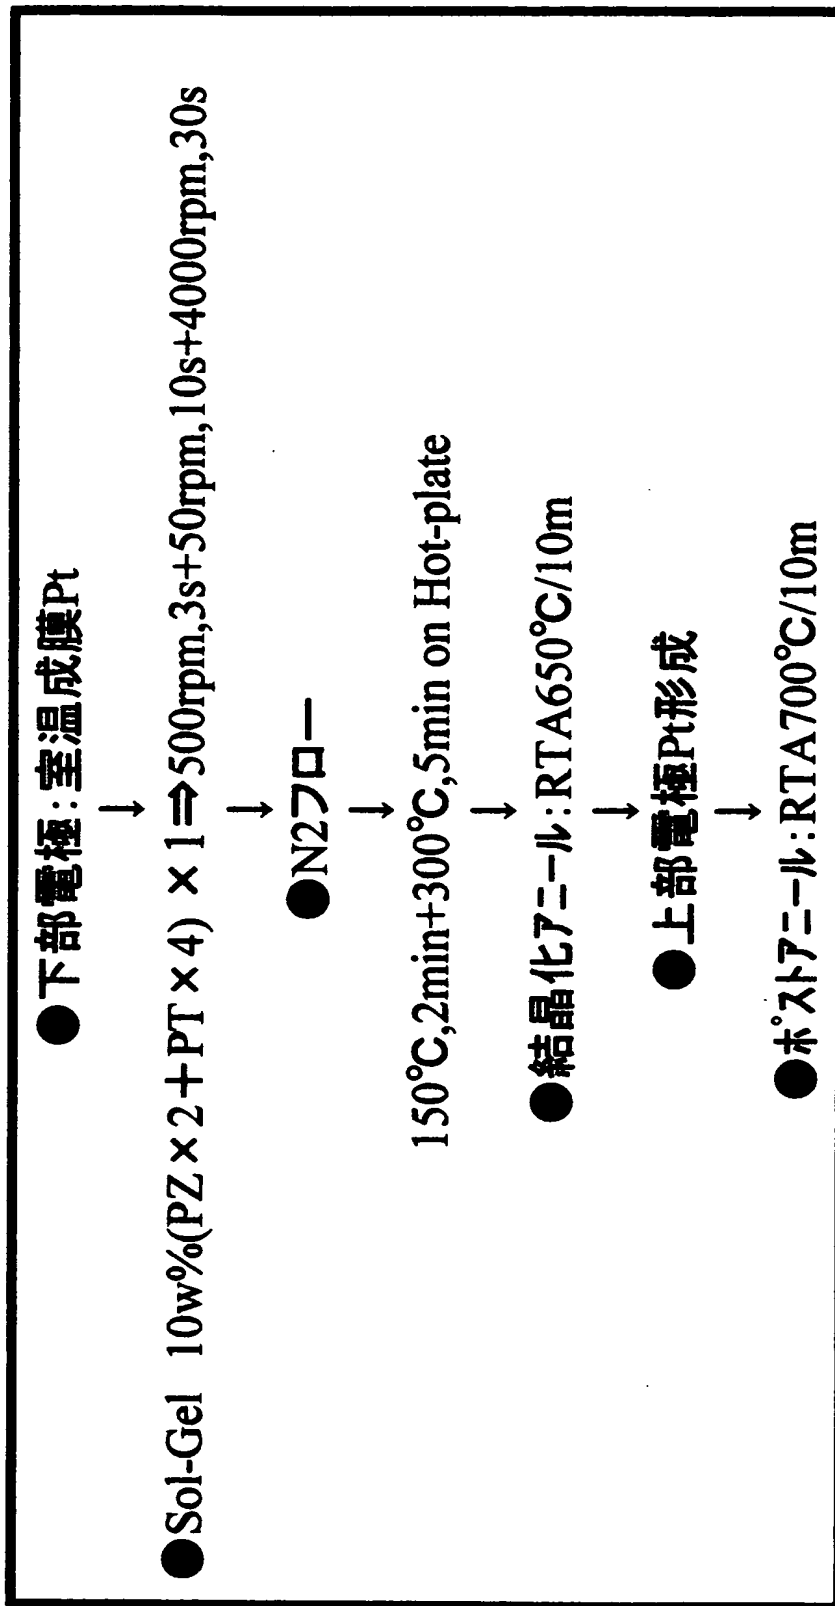 ●下部電極:室温成膜Pt
↓
●Sol-Gel 10w%(PZ×2+PT×4)×1⇒500rpm,3s+50rpm,10s+4000rpm,30s
↓
●N2フロー
↓
150℃,2min+300℃,5min on Hot-plate
↓
●結晶化アニール:RTA650℃/10m
↓
●上部電極Pt形成
↓
●ポストアニール:RTA700℃/10m